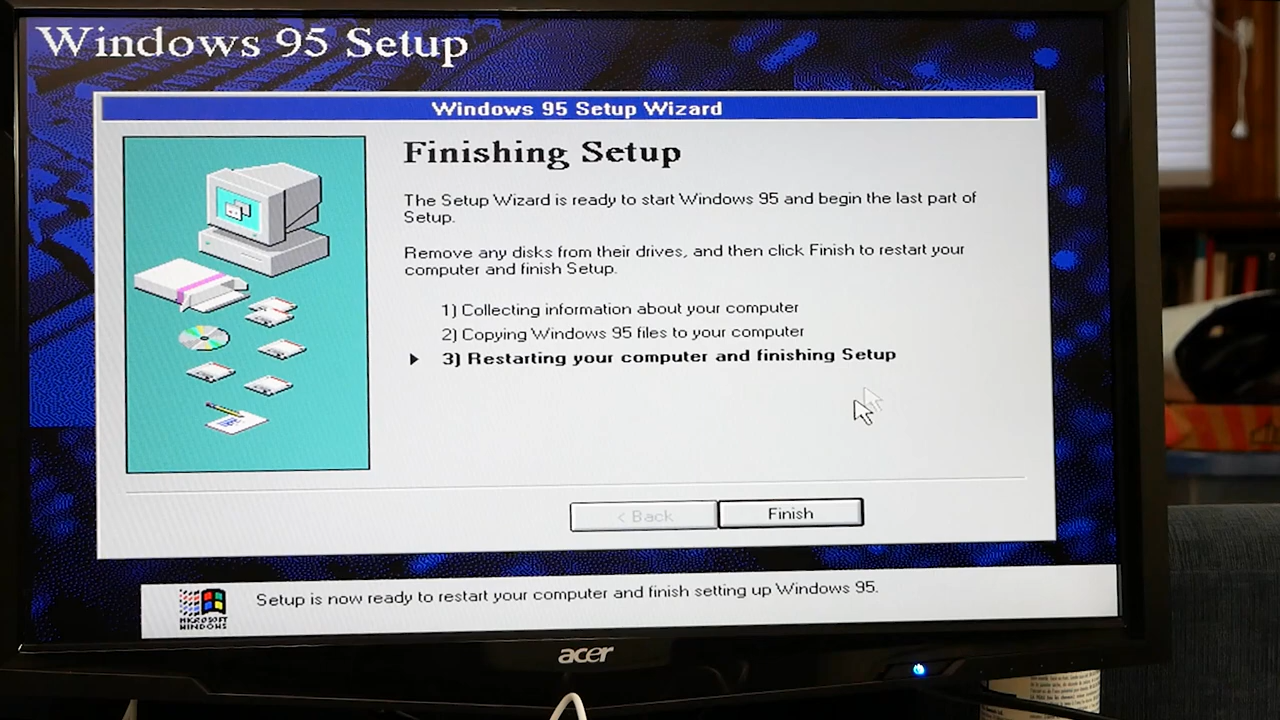 Windows 95 Setup
Windows 95 Setup Wizard
Finishing Setup
The Setup Wizard is ready to start Windows 95 and begin the last part of
Setup.
Remove any disks from their drives, and then click Finish to restart your
computer and finish Setup.
1) Collecting information about your computer
2) Copying Windows 95 files to your computer
3) Restarting your computer and finishing Setup
< Back
Finish
Setup is now ready to restart your computer and finish setting up Windows 95.
MICROSOFT
WINDOWS
acer